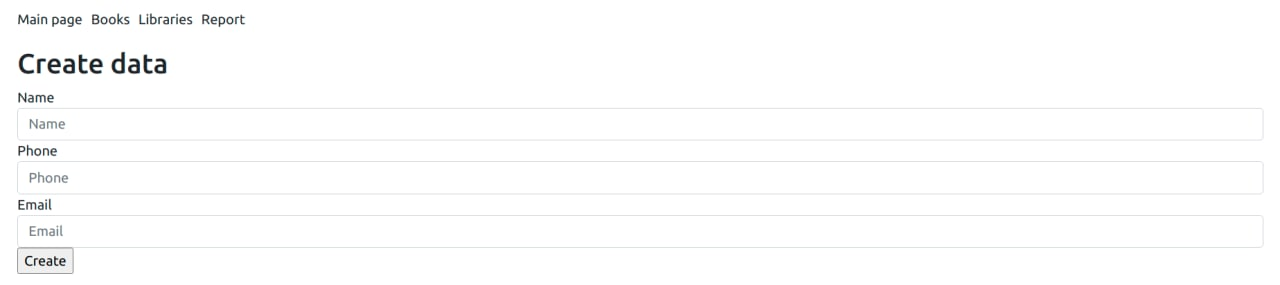 Main page Books Libraries Report
Create data
Name
Name
Phone
Phone
Email
Email
Create